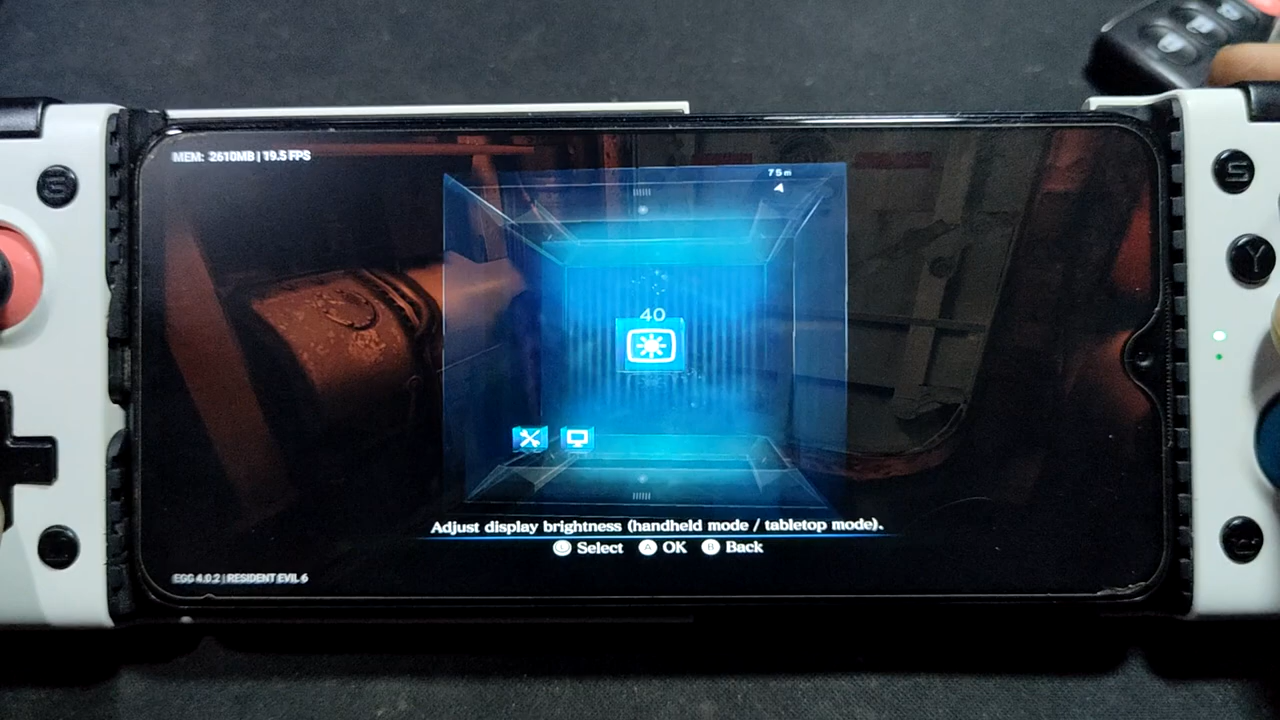 MEM: 2610MB | 19.5 FPS
75m
40
Adjust display brightness (handheld mode / tabletop mode).
L Select A OK B Back
EGG 4.0.2 | RESIDENT EVIL 6
S
Y